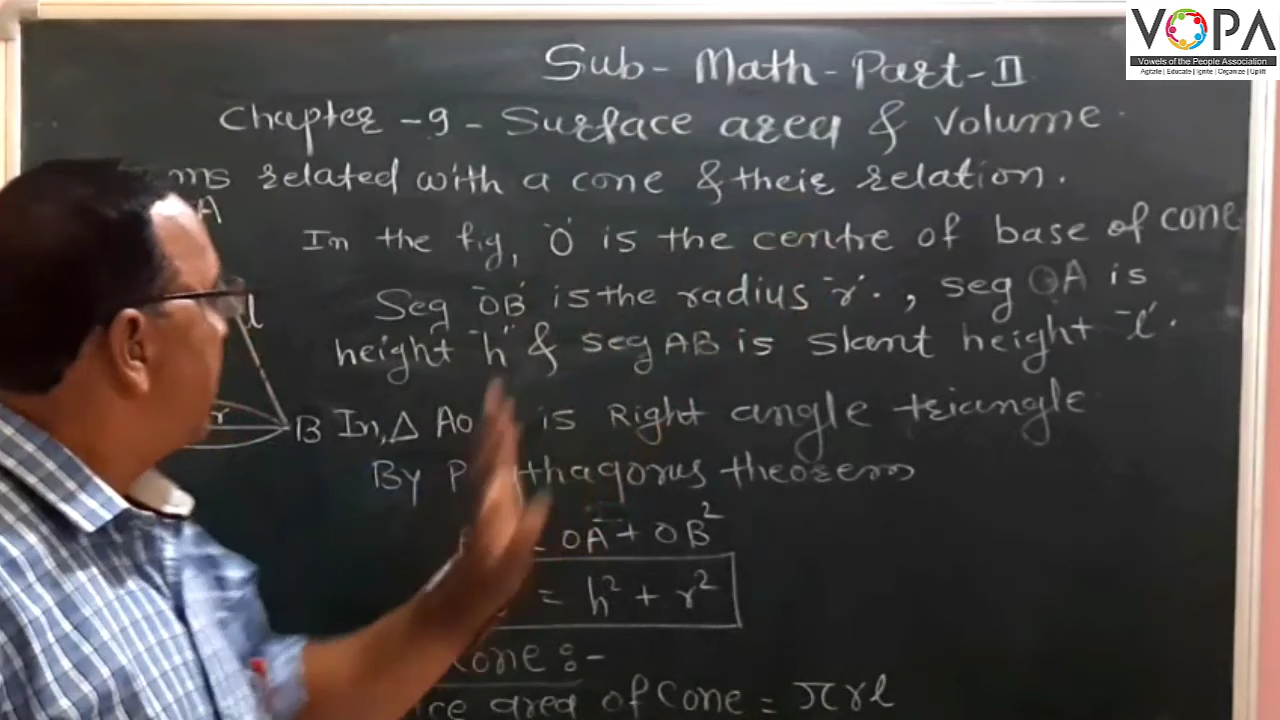 VOPA
Vowels of the People Association
Agitate | Educate | Ignite | Organize | Uplift
Sub- Math - Part - II
Chapter - 9 - Surface area & Volume
related with a cone & their relation.
A
In the fig, 'O' is the centre of base of cone
Seg 'OB' is the radius 'r'. , seg OA is
l
height "h" & seg AB is slant height 'l'.
r
B
In, △ AO is Right angle triangle
By thagorus theorem
= OA² + OB²
= h² + r²
Cone :-
area of Cone = πrl